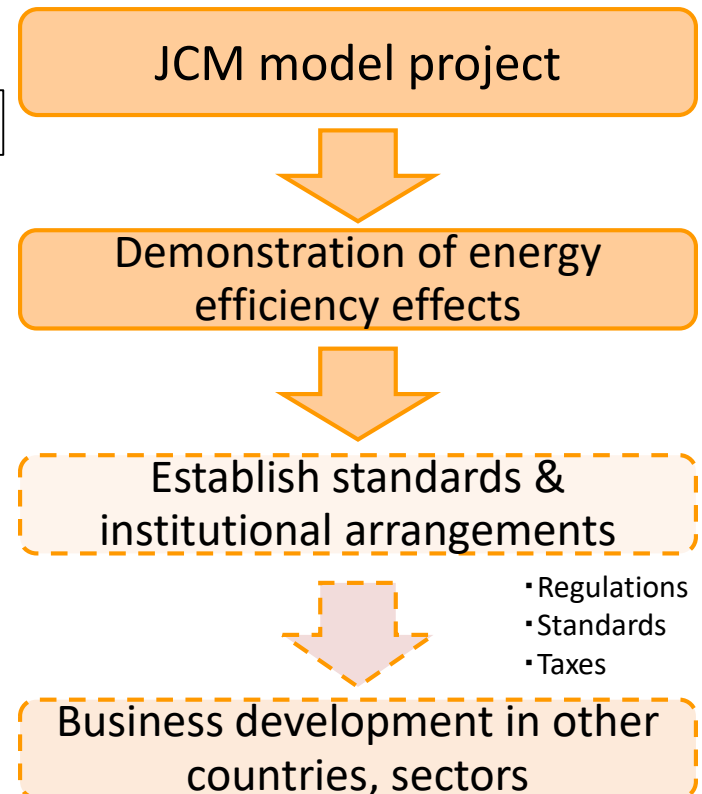 JCM model project
Demonstration of energy
efficiency effects
Establish standards &
institutional arrangements
・Regulations
・Standards
・Taxes
Business development in other
countries, sectors